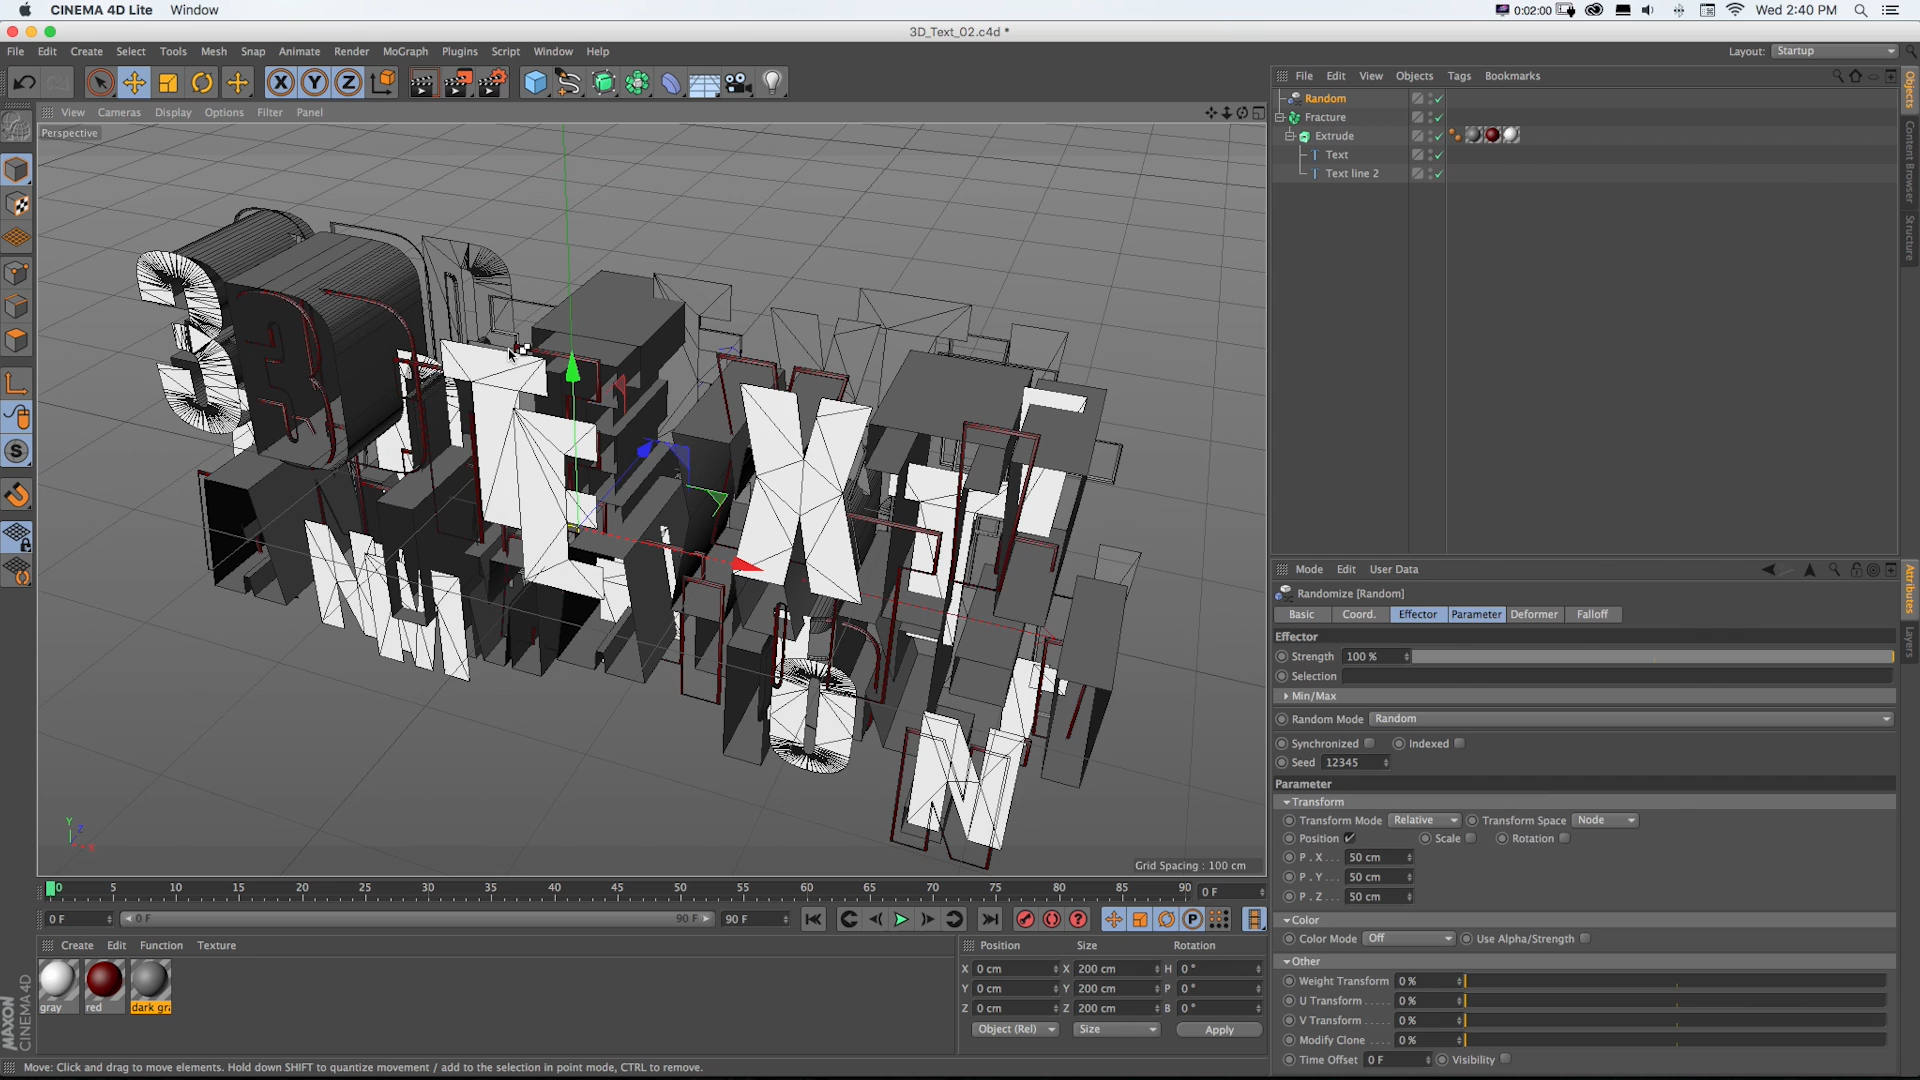 CINEMA 4D Lite Window
0:02:00 Wed 2:40 PM
3D_Text_02.c4d *
File Edit Create Select Tools Mesh Snap Animate Render MoGraph Plugins Script Window Help
Layout: Startup
X Y Z
File Edit View Objects Tags Bookmarks
View Cameras Display Options Filter Panel
Perspective
Random
Fracture
Extrude
Text
Text line 2
Objects
Content Browser
Structure
Mode Edit User Data
Randomize [Random]
Basic Coord. Effector Parameter Deformer Falloff
Effector
Strength 100 %
Selection
Min/Max
Random Mode Random
Synchronized Indexed
Seed 12345
Parameter
Transform
Transform Mode Relative Transform Space Node
Position Scale Rotation
P . X . . . 50 cm
P . Y . . . 50 cm
P . Z . . . 50 cm
Color
Color Mode Off Use Alpha/Strength
Other
Weight Transform 0 %
U Transform . . . . . 0 %
V Transform . . . . . 0 %
Modify Clone . . . . 0 %
Time Offset 0 F Visibility
Attributes
Layers
Y Z X
Grid Spacing : 100 cm
0 5 10 15 20 25 30 35 40 45 50 55 60 65 70 75 80 85 90 0 F
0 F 0 F 90 F 90 F
Create Edit Function Texture
gray red dark gra
Position Size Rotation
X 0 cm X 200 cm H 0 °
Y 0 cm Y 200 cm P 0 °
Z 0 cm Z 200 cm B 0 °
Object (Rel) Size Apply
MAXON
CINEMA 4D
Move: Click and drag to move elements. Hold down SHIFT to quantize movement / add to the selection in point mode, CTRL to remove.